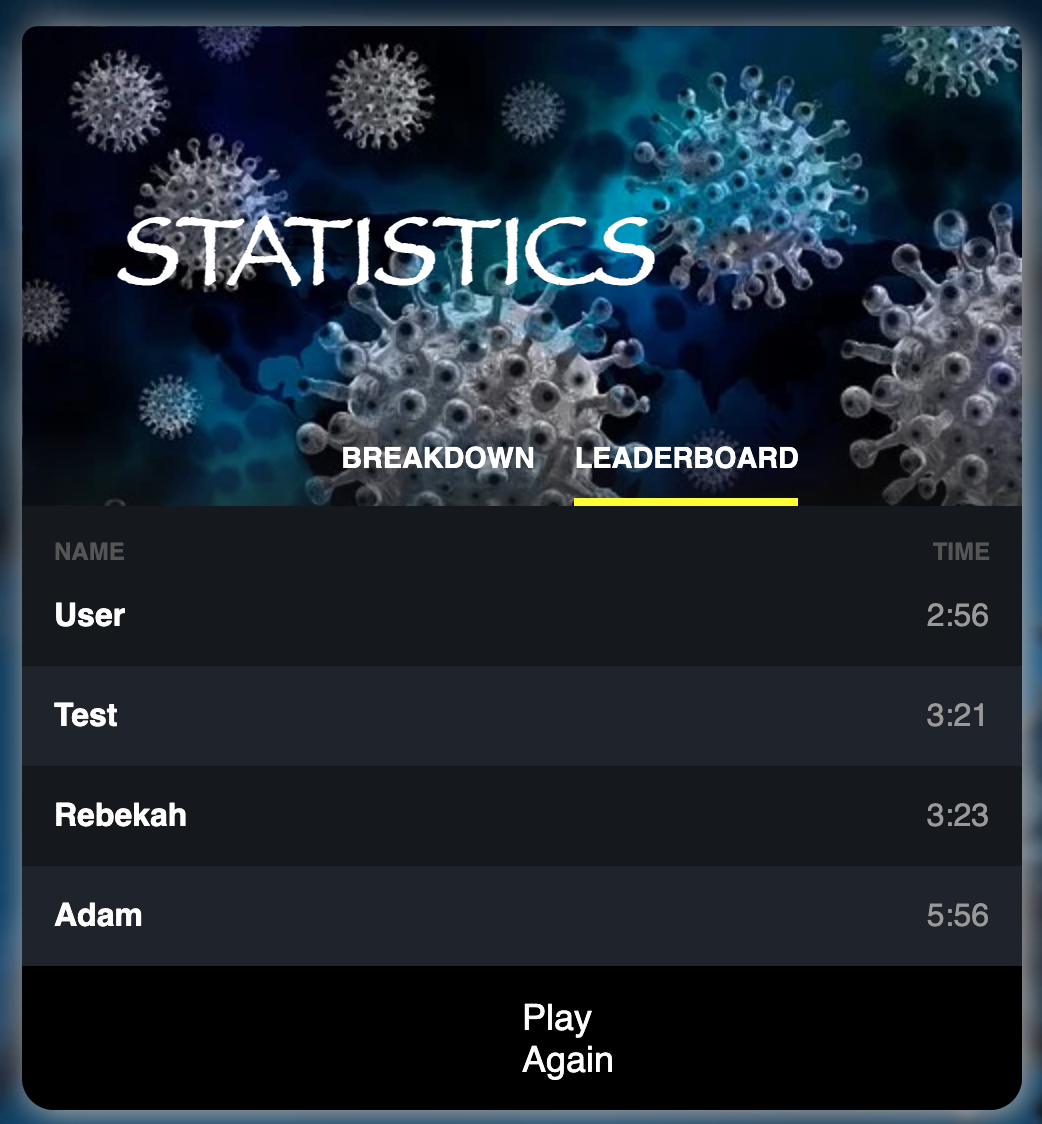 STATISTICS
BREAKDOWN LEADERBOARD
NAME TIME
User 2:56
Test 3:21
Rebekah 3:23
Adam 5:56
Play
Again